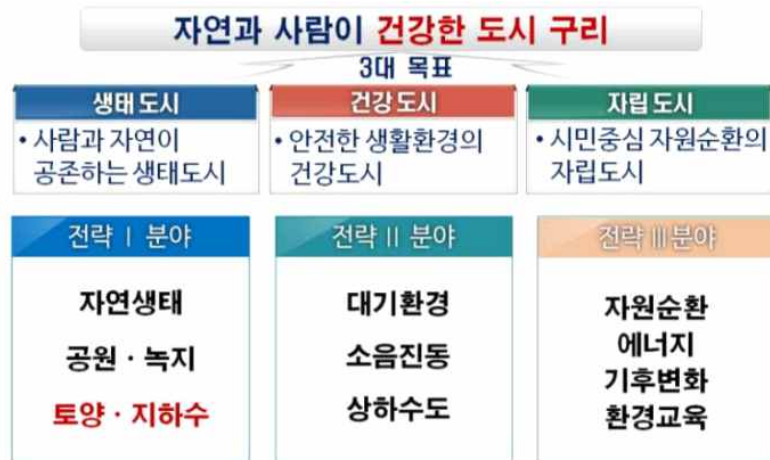 자연과 사람이 건강한 도시 구리
3대 목표
생태 도시
• 사람과 자연이
공존하는 생태도시
건강 도시
• 안전한 생활환경의
건강도시
자립 도시
• 시민중심 자원순환의
자립도시
전략 Ⅰ 분야
자연생태
공원 · 녹지
토양 · 지하수
전략 Ⅱ 분야
대기환경
소음진동
상하수도
전략 Ⅲ 분야
자원순환
에너지
기후변화
환경교육